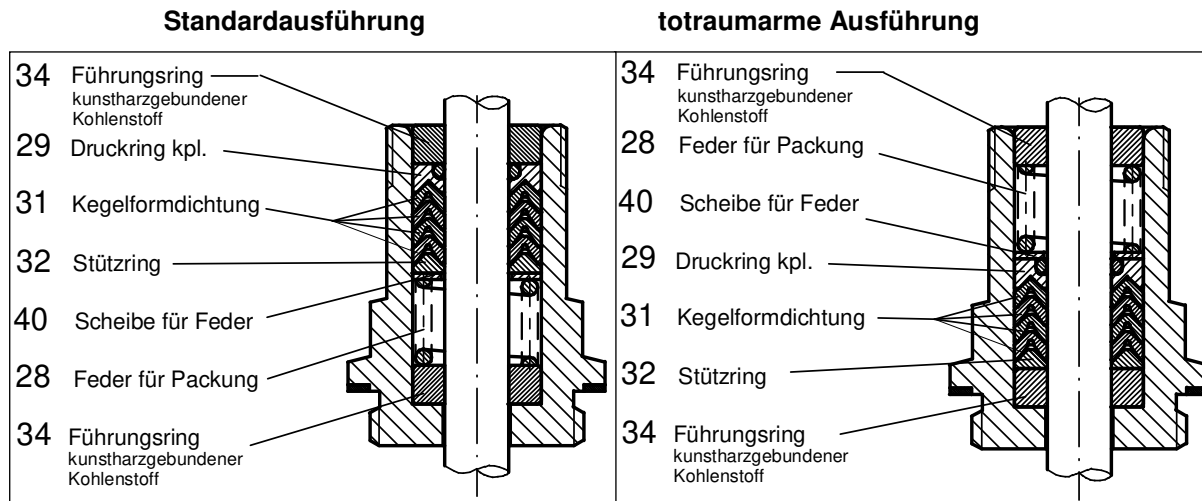 Standardausführung
34 Führungsring
kunstharzgebundener
Kohlenstoff
29 Druckring kpl.
31 Kegelformdichtung
32 Stützring
40 Scheibe für Feder
28 Feder für Packung
34 Führungsring
kunstharzgebundener
Kohlenstoff
totraumarme Ausführung
34 Führungsring
kunstharzgebundener
Kohlenstoff
28 Feder für Packung
40 Scheibe für Feder
29 Druckring kpl.
31 Kegelformdichtung
32 Stützring
34 Führungsring
kunstharzgebundener
Kohlenstoff